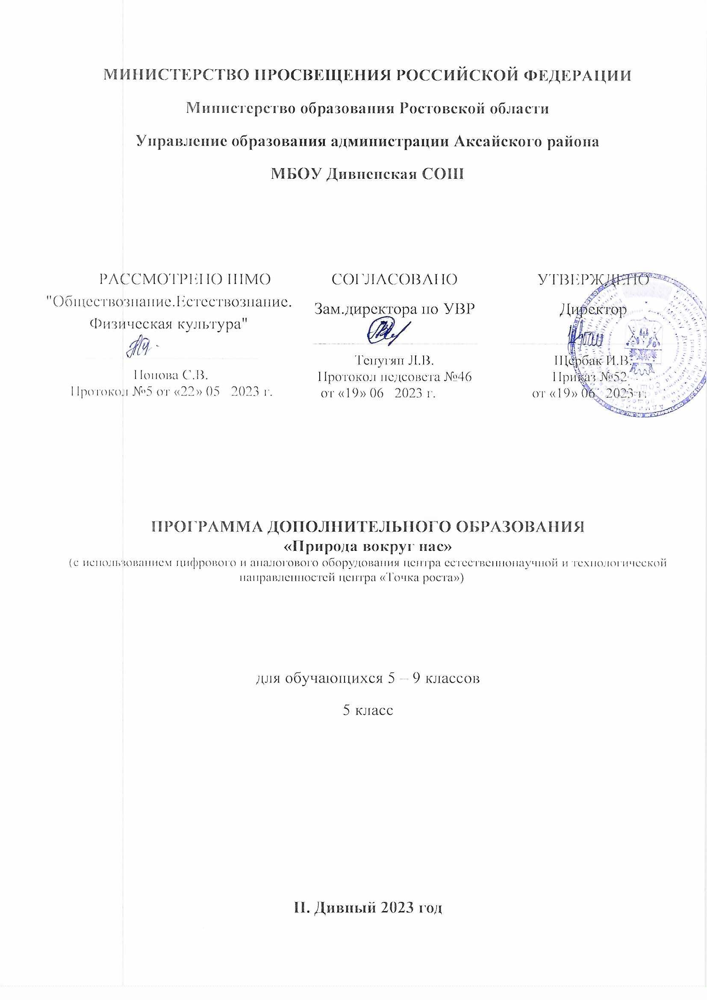 МИНИСТЕРСТВО ПРОСВЕЩЕНИЯ РОССИЙСКОЙ ФЕДЕРАЦИИ
Министерство образования Ростовской области
Управление образования администрации Аксайского района
МБОУ Дивненская СОШ
РАССМОТРЕНО ШМО
"Обществознание.Естествознание.
Физическая культура"
Попова С.В.
Протокол №5 от «22» 05 2023 г.
СОГЛАСОВАНО
Зам.директора по УВР
Тенугян Л.В.
Протокол педсовета №46
от «19» 06 2023 г.
УТВЕРЖДЕНО
Директор
Щербак И.В.
Приказ №52
от «19» 06 2023 г.
ПРОГРАММА ДОПОЛНИТЕЛЬНОГО ОБРАЗОВАНИЯ
«Природа вокруг нас»
(с использованием цифрового и аналогового оборудования центра естественнонаучной и технологической
направленностей центра «Точка роста»)
для обучающихся 5 – 9 классов
5 класс
П. Дивный 2023 год